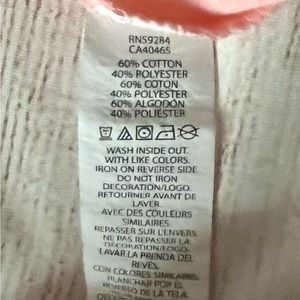 RN59284
CA40465
60% COTTON
40% POLYESTER
60% COTON
40% POLYESTER
60% ALGODÓN
40% POLIÉSTER
WASH INSIDE OUT.
WITH LIKE COLORS.
IRON ON REVERSE SIDE
DO NOT IRON
DECORATION/LOGO.
RETOURNER AVANT DE
LAVER.
AVEC DES COULEURS
SIMILAIRES.
REPASSER SUR L'ENVERS.
NE PAS REPASSER LA
DÉCORATION/LOGO.
LAVAR LA PRENDA DEL
REVÉS.
CON COLORES SIMILARES.
PLANCHAR POR EL
REVERSO DE LA TELA